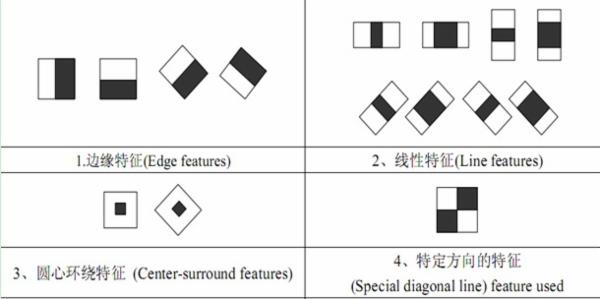 1.边缘特征(Edge features)
2、线性特征(Line features)
3、圆心环绕特征 (Center-surround features)
4、特定方向的特征
(Special diagonal line) feature used